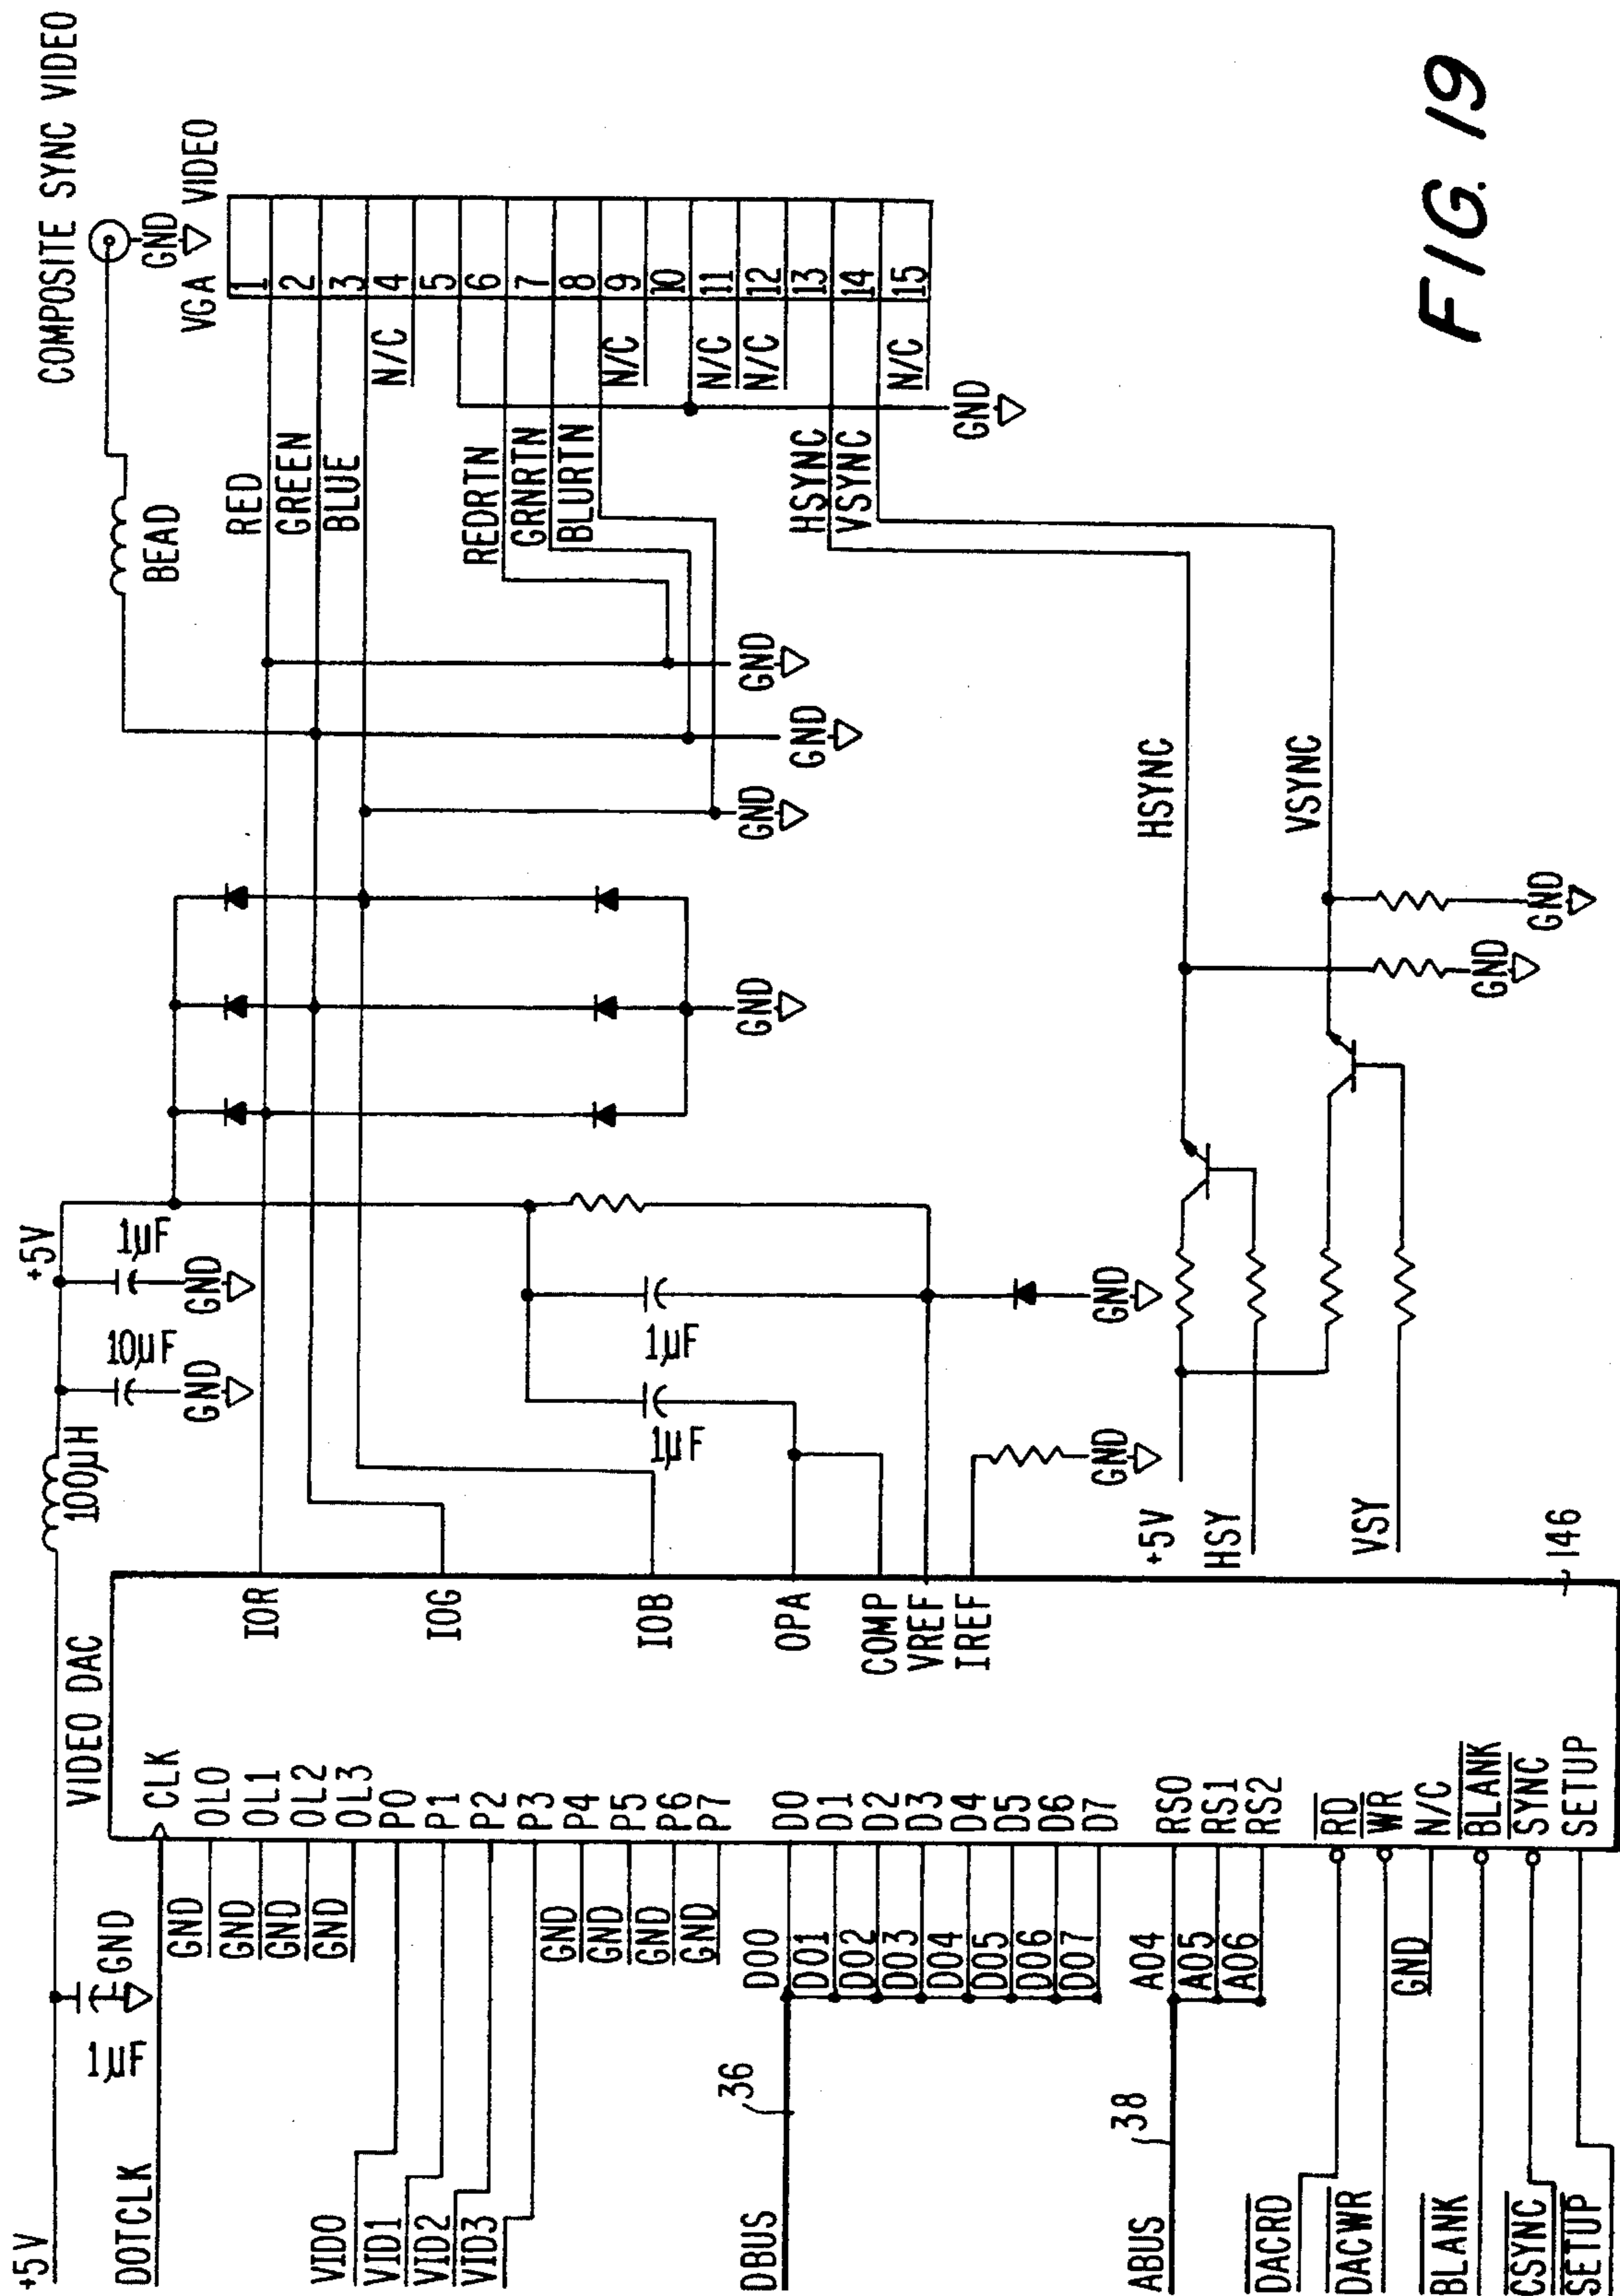 COMPOSITE SYNC VIDEO
GND
VGA VIDEO
BEAD
1
2
3
4
5
6
7
8
9
10
11
12
13
14
15
RED
GREEN
BLUE
N/C
REDRTN
GRNRTN
BLURTN
N/C
N/C
N/C
HSYNC
VSYNC
N/C
GND
GND
GND
GND
GND
+5V
+5V
1µF
GND
10µF
GND
100µH
1µF
GND
1µF
1µF
GND
GND
HSYNC
VSYNC
GND
GND
+5V
HSY
VSY
VIDEO DAC
146
IOR
IOG
IOB
OPA
COMP
VREF
IREF
CLK
OL0
OL1
OL2
OL3
P0
P1
P2
P3
P4
P5
P6
P7
D0
D1
D2
D3
D4
D5
D6
D7
RS0
RS1
RS2
RD
WR
N/C
BLANK
SYNC
SETUP
DOTCLK
GND
GND
GND
GND
VID0
VID1
VID2
VID3
GND
GND
GND
GND
DBUS
36
D00
D01
D02
D03
D04
D05
D06
D07
ABUS
38
A04
A05
A06
DACRD
DACWR
GND
BLANK
CSYNC
SETUP
FIG. 19